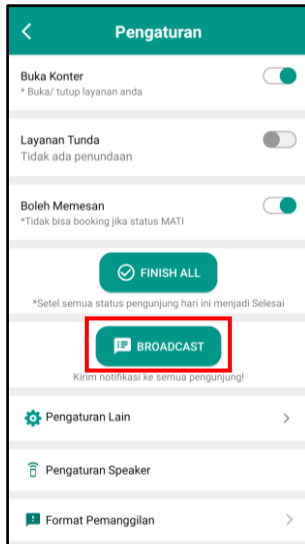 Pengaturan
Buka Konter
* Buka/ tutup layanan anda
Layanan Tunda
Tidak ada penundaan
Boleh Memesan
*Tidak bisa booking jika status MATI
FINISH ALL
*Setel semua status pengunjung hari ini menjadi Selesai
BROADCAST
Kirim notifikasi ke semua pengunjung!
Pengaturan Lain
Pengaturan Speaker
Format Pemanggilan